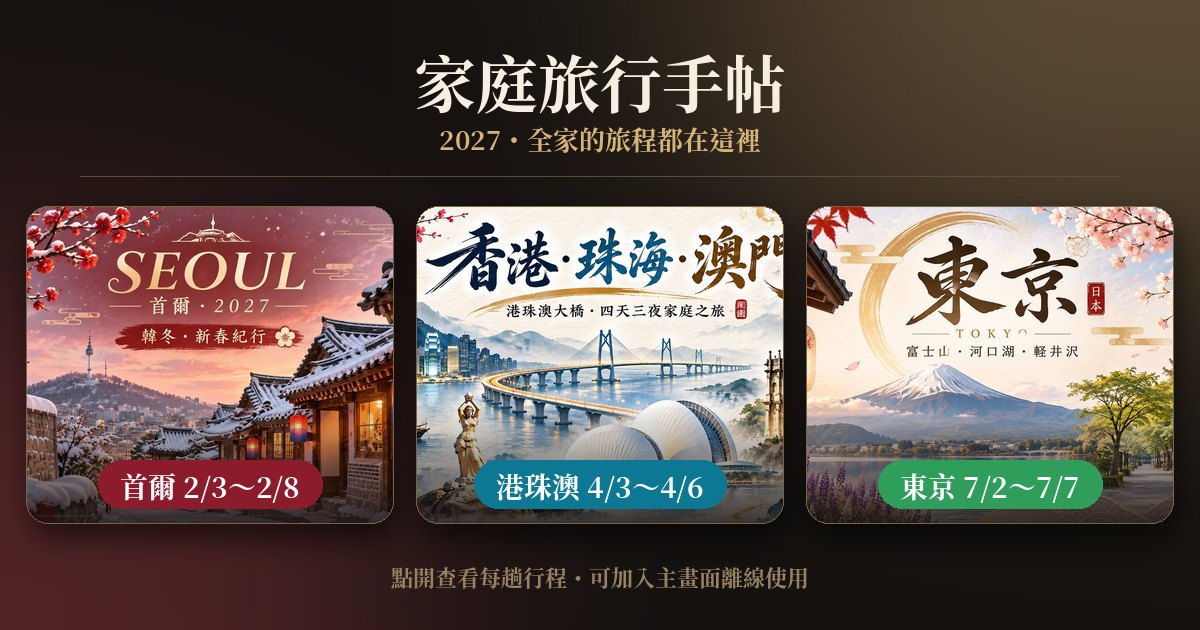 家庭旅行手帖
2027・全家的旅程都在這裡
SEOUL
首爾・2027
韓冬・新春紀行
首爾 2/3～2/8
香港・珠海・澳門
港珠澳大橋・四天三夜家庭之旅
港珠澳 4/3～4/6
東京
日本
TOKYO
富士山・河口湖・軽井沢
東京 7/2～7/7
點開查看每趟行程・可加入主畫面離線使用